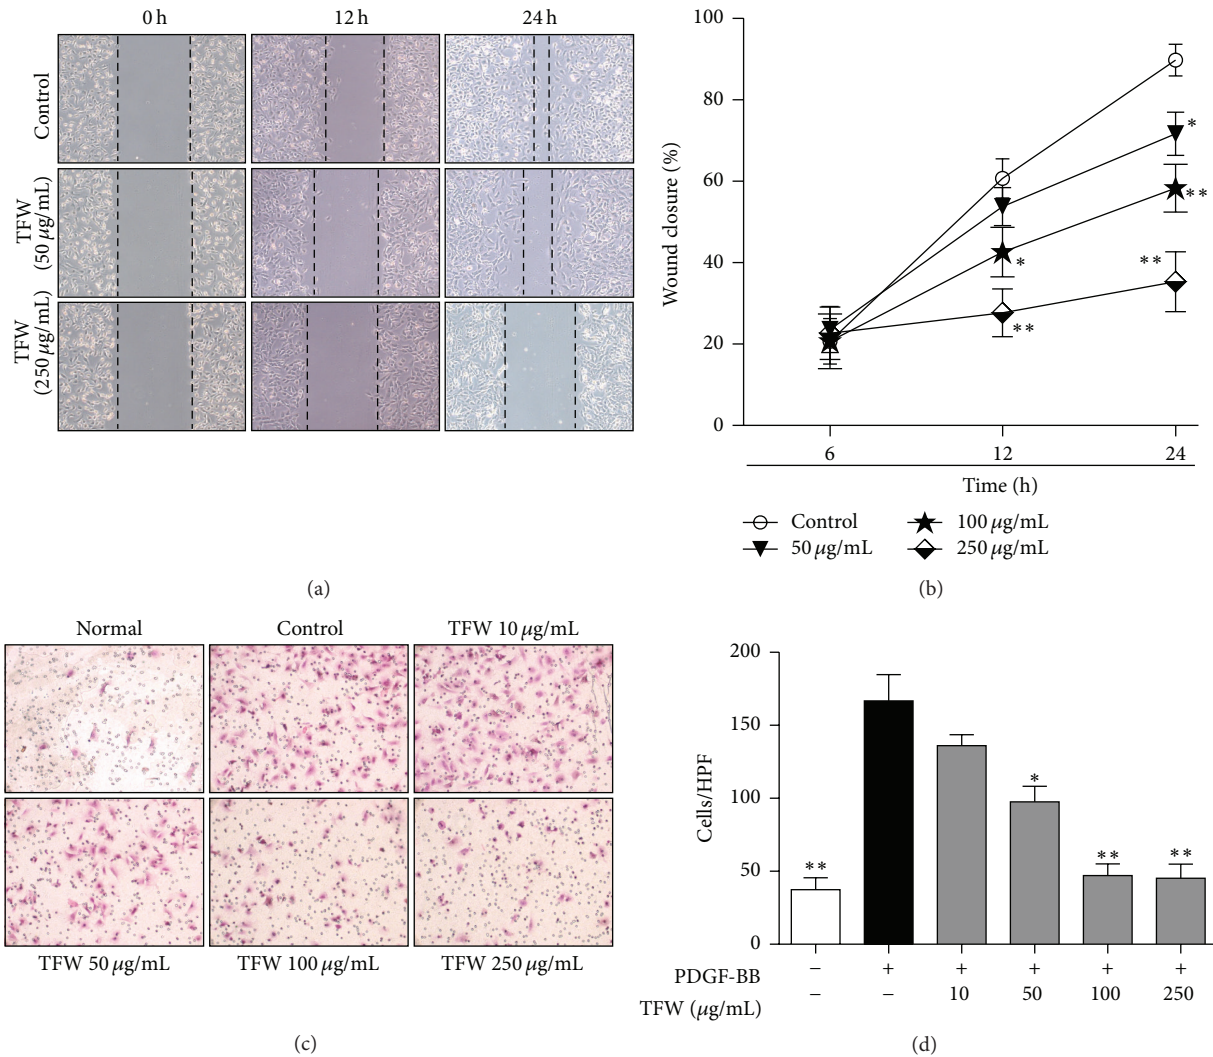 0 h 12 h 24 h
Control
TFW
(50 µg/mL)
TFW
(250 µg/mL)
(a)
100
80
60
40
20
0
Wound closure (%)
*
**
**
*
**
6 12 24
Time (h)
Control 100 µg/mL
50 µg/mL 250 µg/mL
(b)
Normal Control TFW 10 µg/mL
TFW 50 µg/mL TFW 100 µg/mL TFW 250 µg/mL
(c)
200
150
100
50
0
Cells/HPF
** * ** **
PDGF-BB − + + + + +
TFW (µg/mL) − − 10 50 100 250
(d)